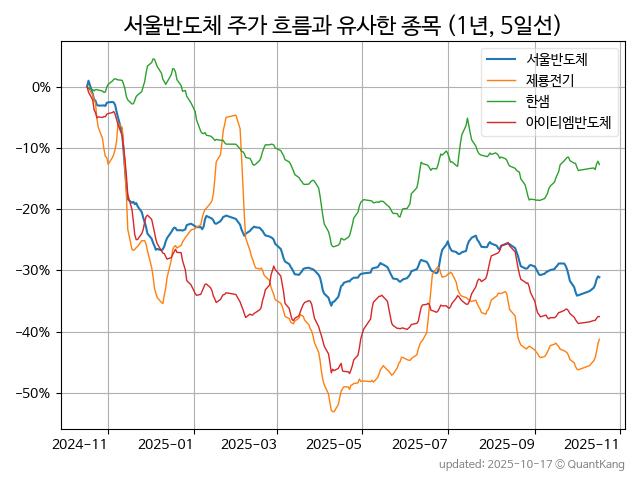 서울반도체 주가 흐름과 유사한 종목 (1년, 5일선)
서울반도체
제룡전기
한샘
아이티엠반도체
0%
−10%
−20%
−30%
−40%
−50%
2024−11
2025−01
2025−03
2025−05
2025−07
2025−09
2025−11
updated: 2025-10-17 © QuantKang